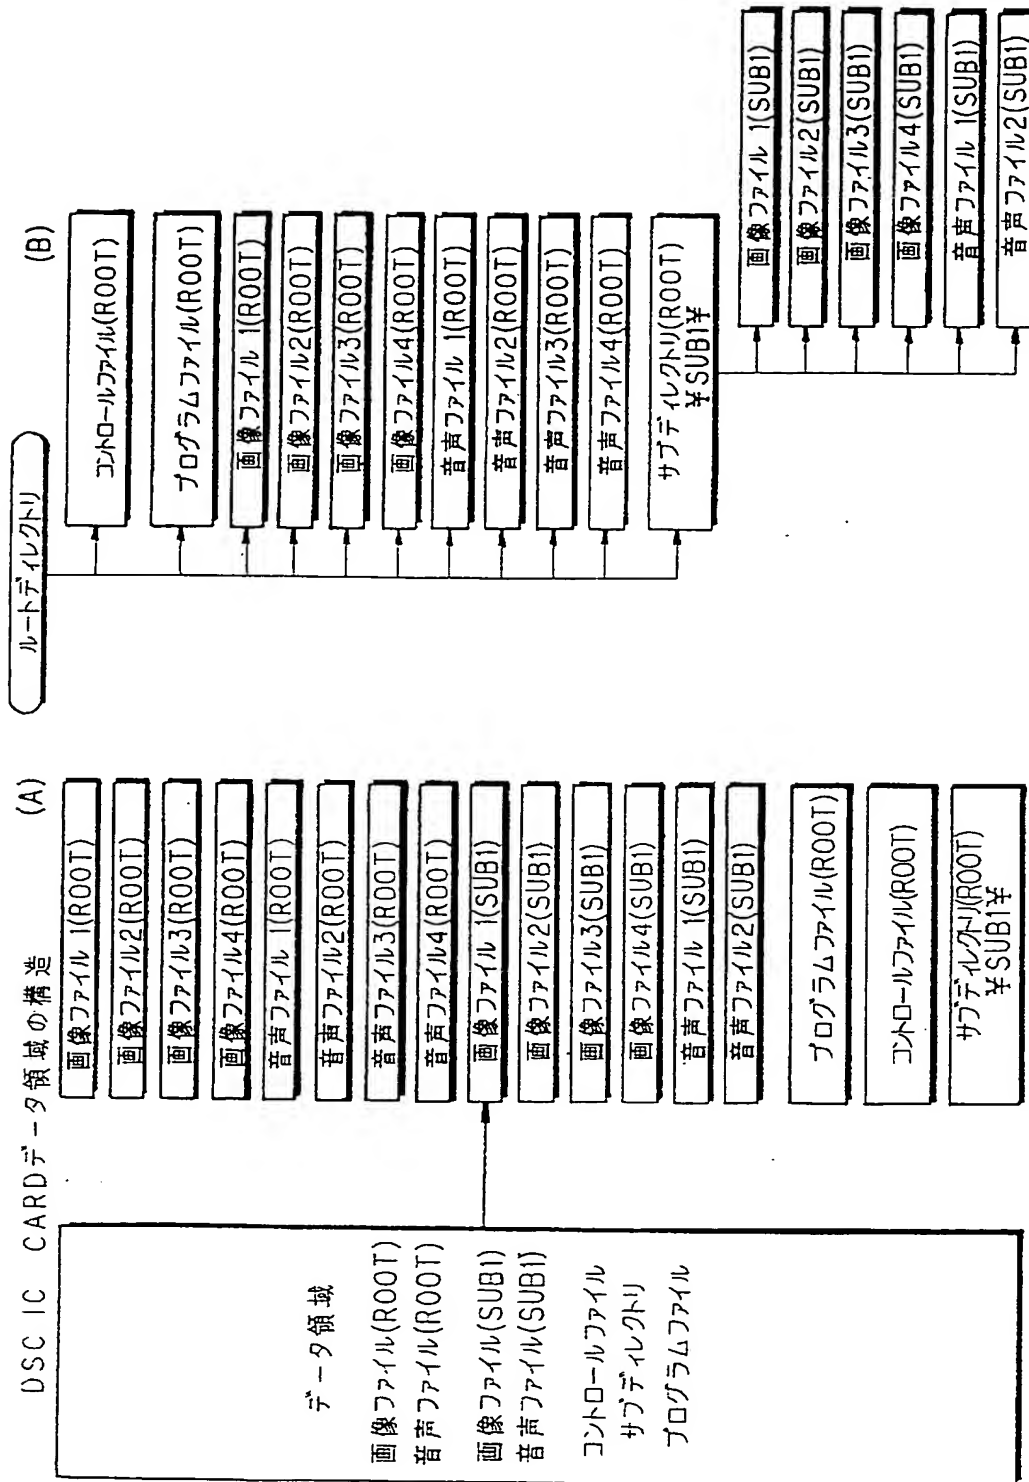 DSC IC CARDデータ領域の構造
データ領域
画像ファイル(ROOT)
音声ファイル(ROOT)
画像ファイル(SUB1)
音声ファイル(SUB1)
コントロールファイル
サブディレクトリ
プログラムファイル
(A)
画像ファイル 1(ROOT)
画像ファイル2(ROOT)
画像ファイル3(ROOT)
画像ファイル4(ROOT)
音声ファイル 1(ROOT)
音声ファイル2(ROOT)
音声ファイル3(ROOT)
音声ファイル4(ROOT)
画像ファイル 1(SUB1)
画像ファイル2(SUB1)
画像ファイル3(SUB1)
画像ファイル4(SUB1)
音声ファイル 1(SUB1)
音声ファイル2(SUB1)
プログラムファイル(ROOT)
コントロールファイル(ROOT)
サブディレクトリ(ROOT)
¥SUB1¥
(B)
ルートディレクトリ
コントロールファイル(ROOT)
プログラムファイル(ROOT)
画像ファイル 1(ROOT)
画像ファイル2(ROOT)
画像ファイル3(ROOT)
画像ファイル4(ROOT)
音声ファイル 1(ROOT)
音声ファイル2(ROOT)
音声ファイル3(ROOT)
音声ファイル4(ROOT)
サブディレクトリ(ROOT)
¥SUB1¥
画像ファイル 1(SUB1)
画像ファイル2(SUB1)
画像ファイル3(SUB1)
画像ファイル4(SUB1)
音声ファイル 1(SUB1)
音声ファイル2(SUB1)